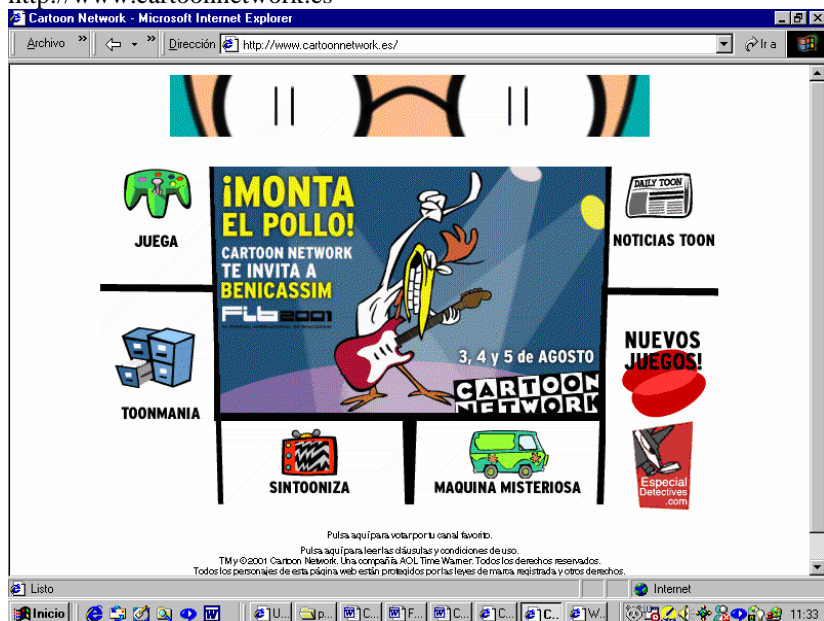 http://www.cartoonnetwork.es
Cartoon Network - Microsoft Internet Explorer
Archivo
Dirección http://www.cartoonnetwork.es/ Ir a
¡MONTA
EL POLLO!
CARTOON NETWORK
TE INVITA A
BENICASSIM
FIB2001
3, 4 y 5 de AGOSTO
CARTOON
NETWORK
JUEGA
DAILY TOON
NOTICIAS TOON
TOONMANIA
NUEVOS
JUEGOS!
SINTOONIZA
MAQUINA MISTERIOSA
Especial
Detectives
.com
Pulsa aquí para votar por tu canal favorito.
Pulsa aquí para leer las cláusulas y condiciones de uso.
TM y ©2001 Cartoon Network. Una compañía AOL Time Warner. Todos los derechos reservados.
Todos los personajes de esta página web están protegidos por las leyes de marca registrada y otros derechos.
Listo Internet
Inicio U... p... C... F... C... C... C... W... 11:33